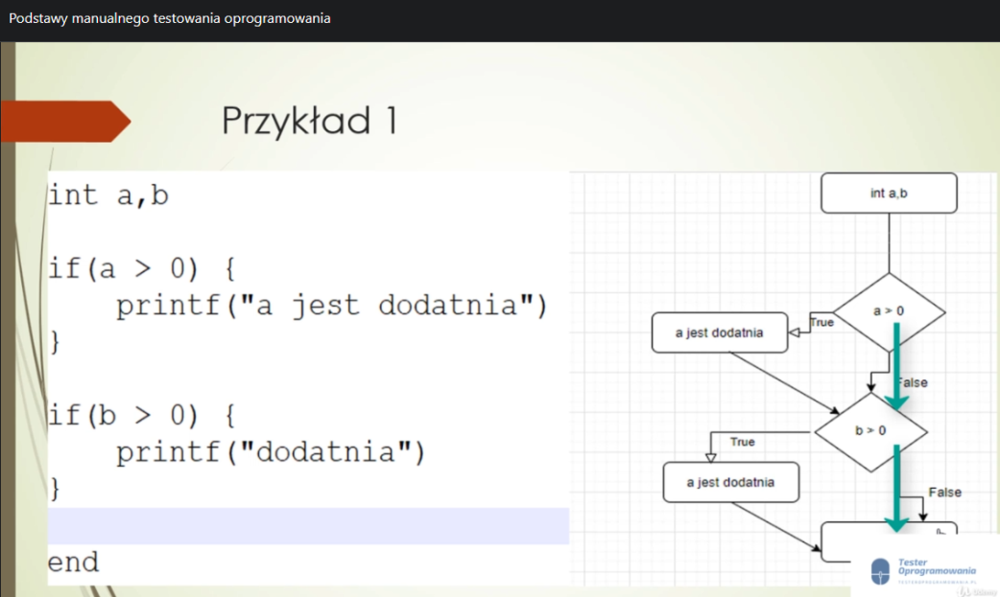 Podstawy manualnego testowania oprogramowania
Przykład 1
int a,b
if(a > 0) {
printf("a jest dodatnia")
}
if(b > 0) {
printf("dodatnia")
}
end
int a,b
a > 0
True
a jest dodatnia
False
b > 0
True
a jest dodatnia
False
Tester
Oprogramowania
TESTEROPROGRAMOWANIA.PL
Udemy